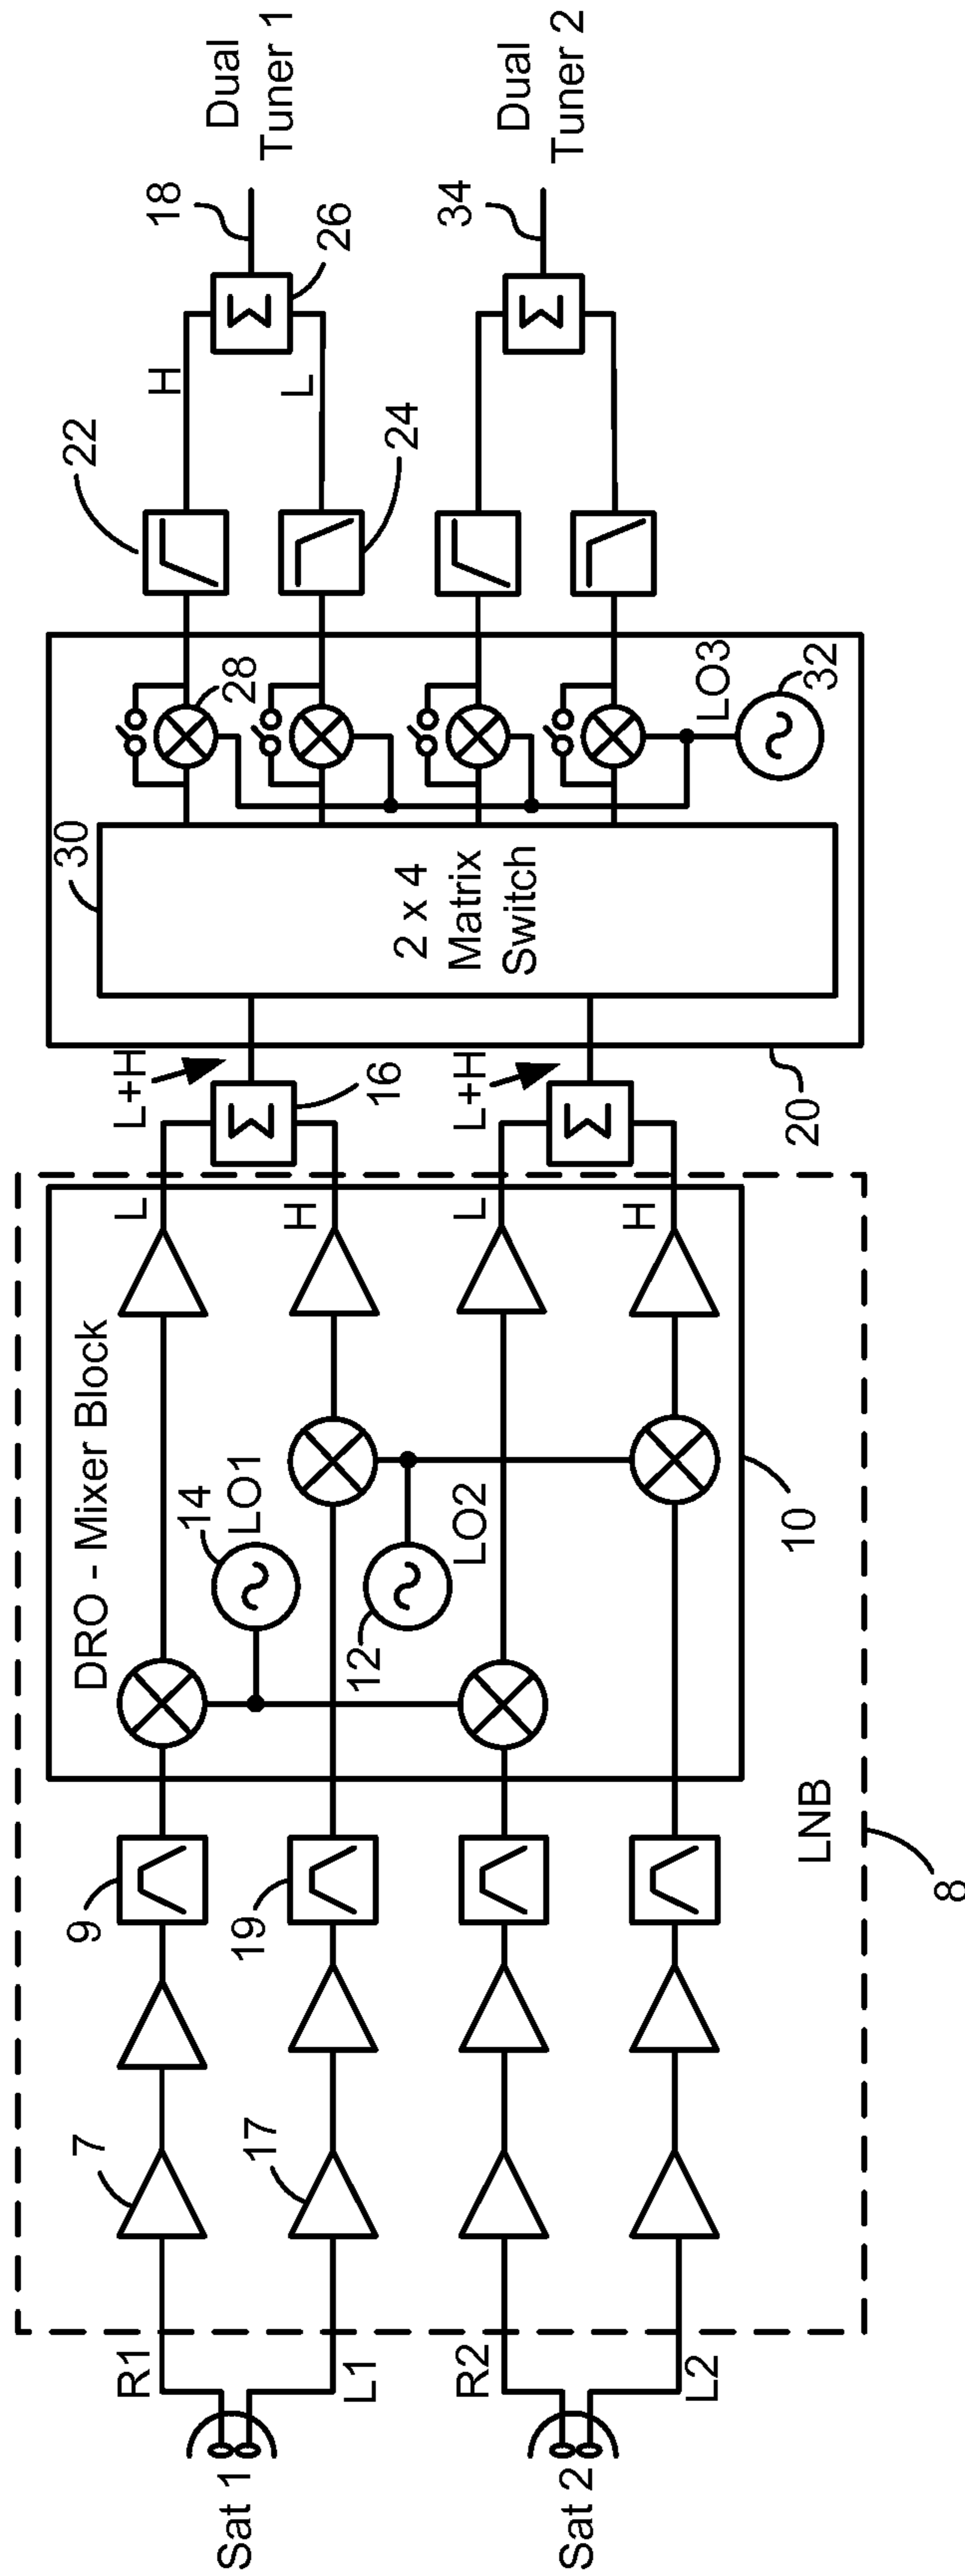 Sat 1
R1
L1
Sat 2
R2
L2
7
17
9
19
LNB
8
DRO - Mixer Block
14
LO1
12
LO2
10
L
H
L
H
L+H
16
L+H
20
30
2 x 4
Matrix
Switch
28
LO3
32
22
24
H
L
26
18
Dual
Tuner 1
34
Dual
Tuner 2